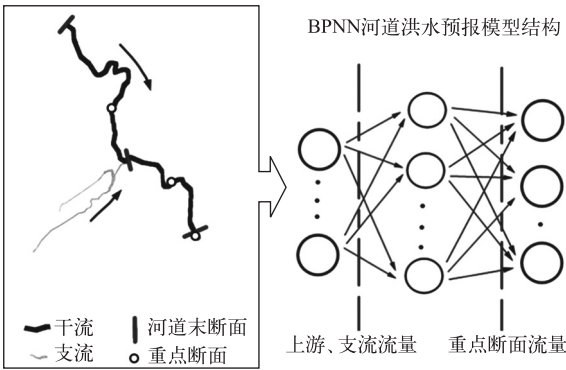 BPNN河道洪水预报模型结构
干流
河道末断面
支流
重点断面
上游、支流流量
重点断面流量